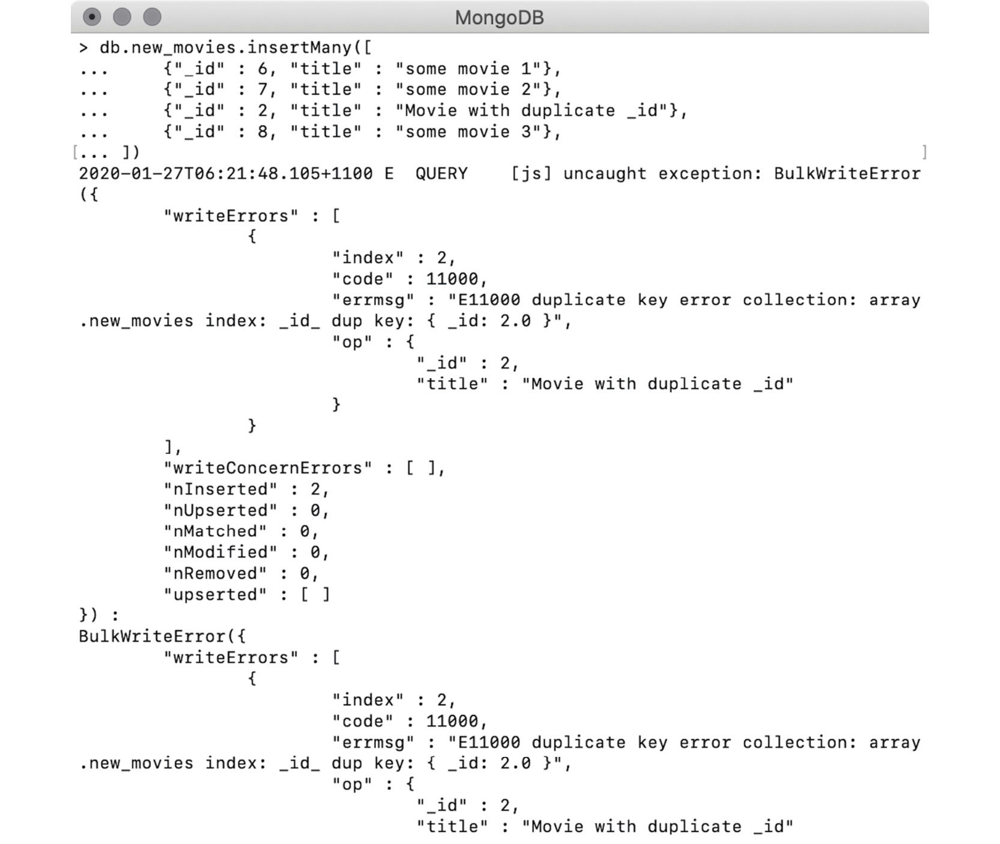 MongoDB
> db.new_movies.insertMany([
...     {"_id" : 6, "title" : "some movie 1"},
...     {"_id" : 7, "title" : "some movie 2"},
...     {"_id" : 2, "title" : "Movie with duplicate _id"},
...     {"_id" : 8, "title" : "some movie 3"},
[... ])                                                                          ]
2020-01-27T06:21:48.105+1100 E  QUERY    [js] uncaught exception: BulkWriteError
({
        "writeErrors" : [
                {
                        "index" : 2,
                        "code" : 11000,
                        "errmsg" : "E11000 duplicate key error collection: array
.new_movies index: _id_ dup key: { _id: 2.0 }",
                        "op" : {
                                "_id" : 2,
                                "title" : "Movie with duplicate _id"
                        }
                }
        ],
        "writeConcernErrors" : [ ],
        "nInserted" : 2,
        "nUpserted" : 0,
        "nMatched" : 0,
        "nModified" : 0,
        "nRemoved" : 0,
        "upserted" : [ ]
}) :
BulkWriteError({
        "writeErrors" : [
                {
                        "index" : 2,
                        "code" : 11000,
                        "errmsg" : "E11000 duplicate key error collection: array
.new_movies index: _id_ dup key: { _id: 2.0 }",
                        "op" : {
                                "_id" : 2,
                                "title" : "Movie with duplicate _id"